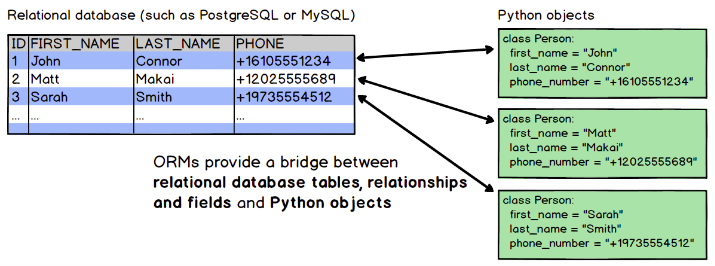 Relational database (such as PostgreSQL or MySQL)
ID FIRST_NAME LAST_NAME PHONE
1 John Connor +16105551234
2 Matt Makai +12025555689
3 Sarah Smith +19735554512
... ... ... ...
ORMs provide a bridge between
relational database tables, relationships
and fields and Python objects
Python objects
class Person:
first_name = "John"
last_name = "Connor"
phone_number = "+16105551234"
class Person:
first_name = "Matt"
last_name = "Makai"
phone_number = "+12025555689"
class Person:
first_name = "Sarah"
last_name = "Smith"
phone_number = "+19735554512"